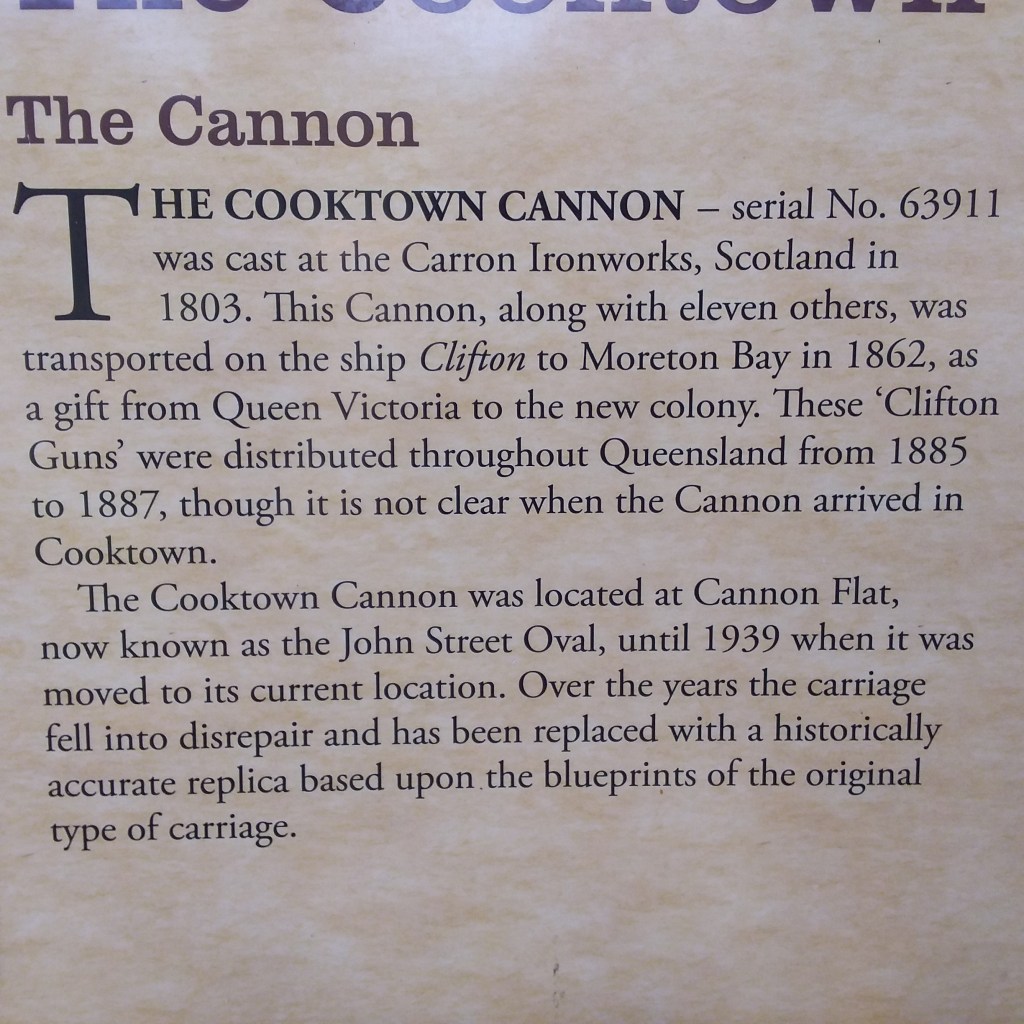 The Cooktown
The Cannon
THE COOKTOWN CANNON – serial No. 63911
was cast at the Carron Ironworks, Scotland in
1803. This Cannon, along with eleven others, was
transported on the ship Clifton to Moreton Bay in 1862, as
a gift from Queen Victoria to the new colony. These ‘Clifton
Guns’ were distributed throughout Queensland from 1885
to 1887, though it is not clear when the Cannon arrived in
Cooktown.
The Cooktown Cannon was located at Cannon Flat,
now known as the John Street Oval, until 1939 when it was
moved to its current location. Over the years the carriage
fell into disrepair and has been replaced with a historically
accurate replica based upon the blueprints of the original
type of carriage.